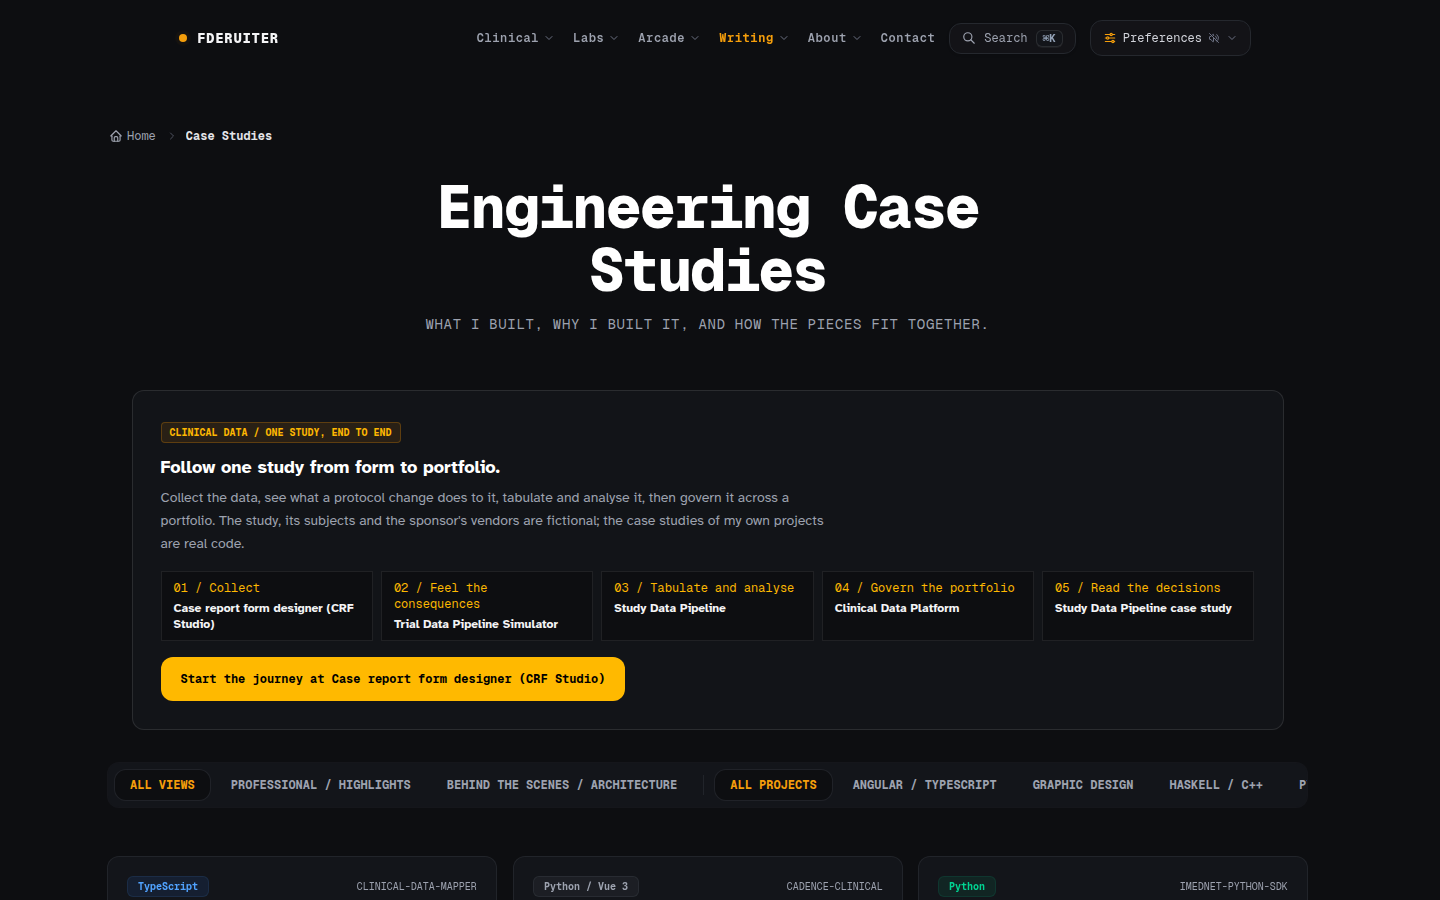 FDERUITER
Clinical
Labs
Arcade
Writing
About
Contact
Search
⌘K
Preferences
Home
Case Studies
Engineering Case
Studies
WHAT I BUILT, WHY I BUILT IT, AND HOW THE PIECES FIT TOGETHER.
CLINICAL DATA / ONE STUDY, END TO END
Follow one study from form to portfolio.
Collect the data, see what a protocol change does to it, tabulate and analyse it, then govern it across a
portfolio. The study, its subjects and the sponsor's vendors are fictional; the case studies of my own projects
are real code.
01 / Collect
Case report form designer (CRF
Studio)
02 / Feel the
consequences
Trial Data Pipeline Simulator
03 / Tabulate and analyse
Study Data Pipeline
04 / Govern the portfolio
Clinical Data Platform
05 / Read the decisions
Study Data Pipeline case study
Start the journey at Case report form designer (CRF Studio)
ALL VIEWS
PROFESSIONAL / HIGHLIGHTS
BEHIND THE SCENES / ARCHITECTURE
ALL PROJECTS
ANGULAR / TYPESCRIPT
GRAPHIC DESIGN
HASKELL / C++
P
TypeScript
CLINICAL-DATA-MAPPER
Python / Vue 3
CADENCE-CLINICAL
Python
IMEDNET-PYTHON-SDK